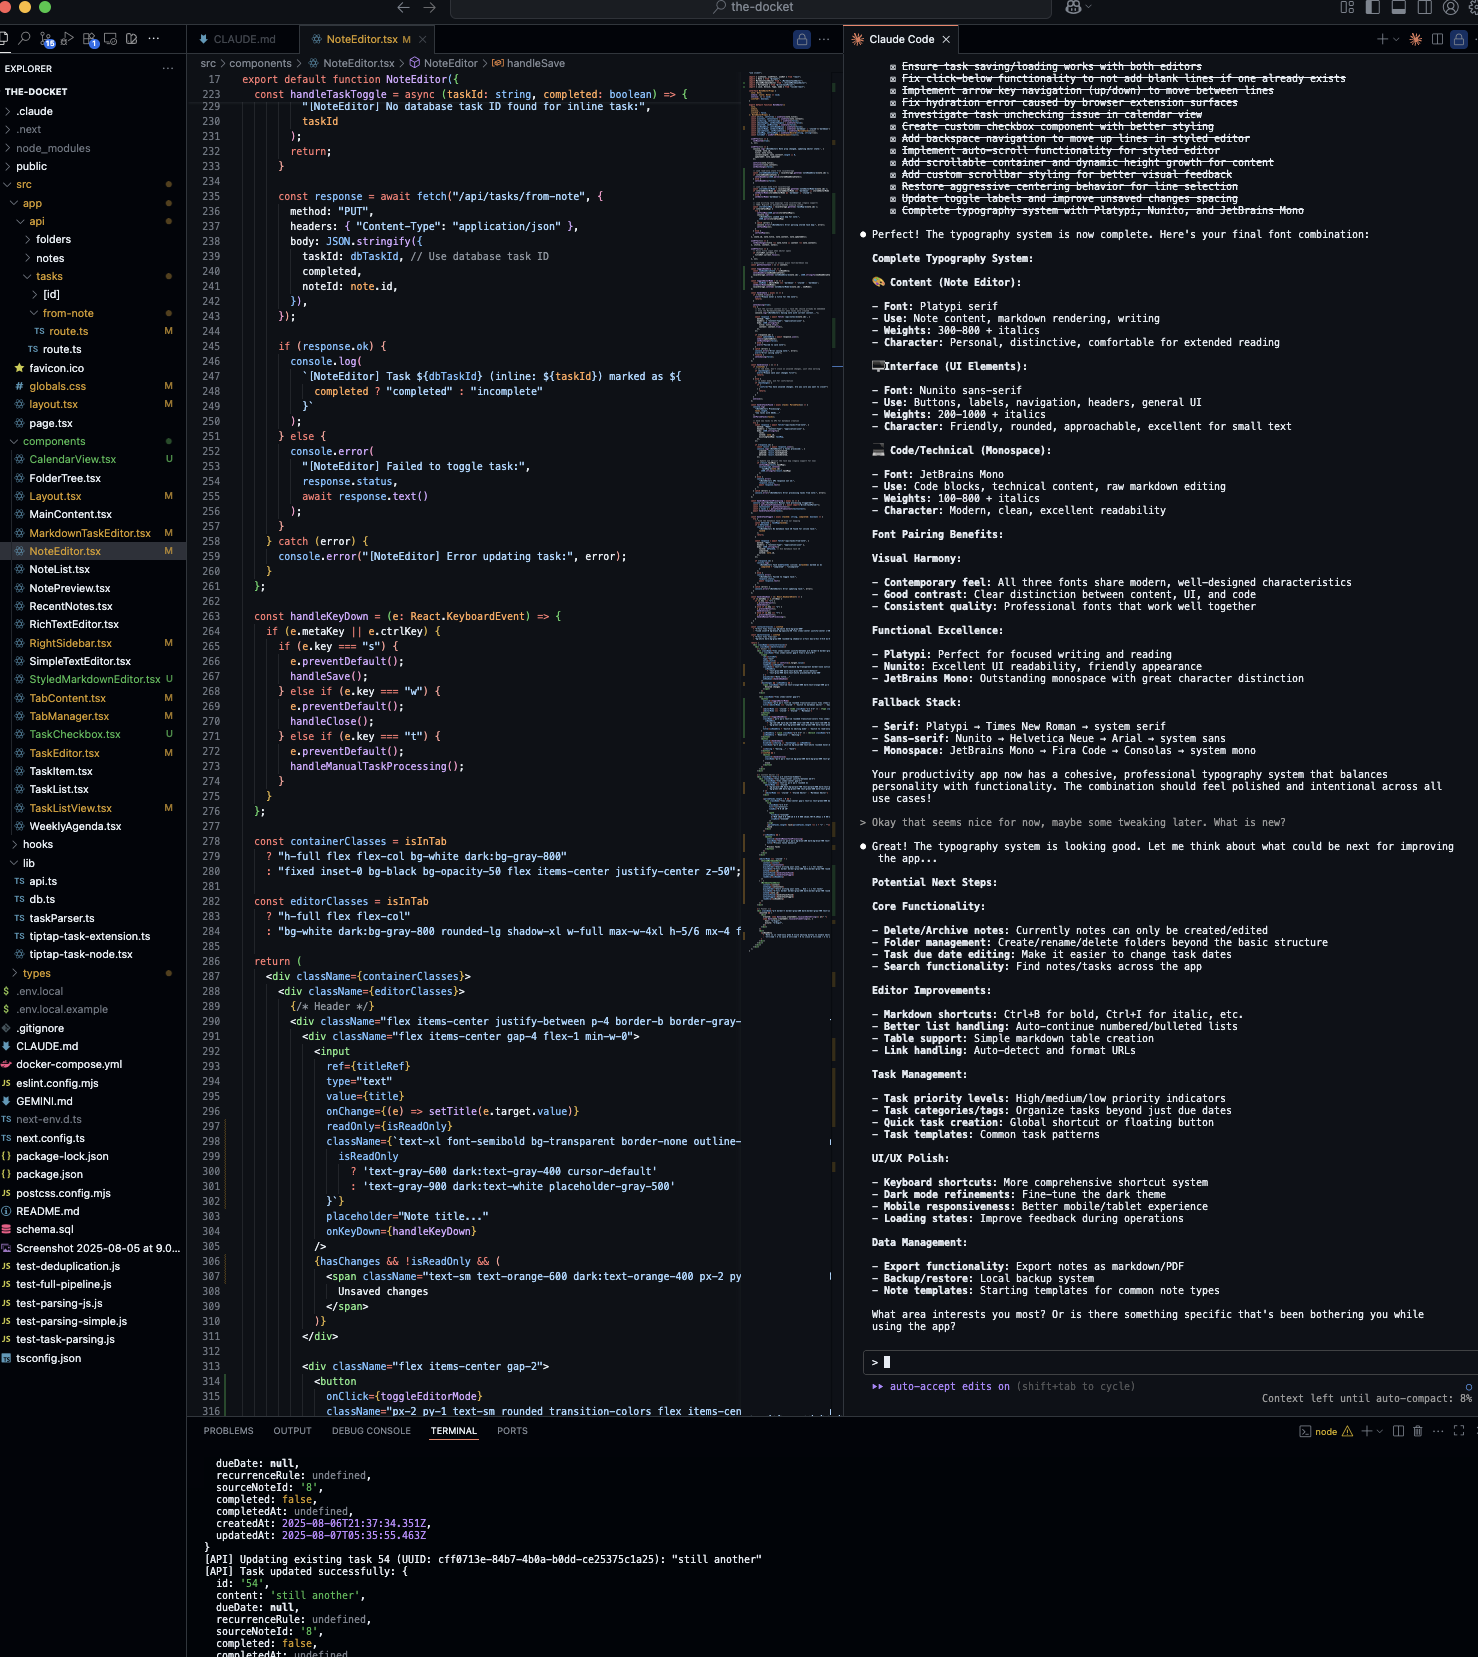 the-docket
EXPLORER
THE-DOCKET
.claude
.next
node_modules
public
src
app
api
folders
notes
tasks
[id]
from-note
route.ts M
TS route.ts
favicon.ico
# globals.css M
layout.tsx M
page.tsx
components
CalendarView.tsx U
FolderTree.tsx
Layout.tsx M
MainContent.tsx
MarkdownTaskEditor.tsx M
NoteEditor.tsx M
NoteList.tsx
NotePreview.tsx
RecentNotes.tsx
RichTextEditor.tsx
RightSidebar.tsx M
SimpleTextEditor.tsx
StyledMarkdownEditor.tsx U
TabContent.tsx M
TabManager.tsx M
TaskCheckbox.tsx U
TaskEditor.tsx M
TaskItem.tsx
TaskList.tsx
TaskListView.tsx M
WeeklyAgenda.tsx
hooks
lib
TS api.ts
TS db.ts
TS taskParser.ts
TS tiptap-task-extension.ts
TS tiptap-task-node.tsx
types
$ .env.local
$ .env.local.example
.gitignore
CLAUDE.md
docker-compose.yml
JS eslint.config.mjs
GEMINI.md
TS next-env.d.ts
TS next.config.ts
{} package-lock.json
{} package.json
JS postcss.config.mjs
README.md
schema.sql
Screenshot 2025-08-05 at 9.0...
JS test-deduplication.js
JS test-full-pipeline.js
JS test-parsing-js.js
JS test-parsing-simple.js
JS test-task-parsing.js
tsconfig.json
CLAUDE.md
NoteEditor.tsx M
src > components > NoteEditor.tsx > NoteEditor > handleSave
17 export default function NoteEditor({
223 const handleTaskToggle = async (taskId: string, completed: boolean) => {
229 "[NoteEditor] No database task ID found for inline task:",
230 taskId
231 );
232 return;
233 }
234
235 const response = await fetch("/api/tasks/from-note", {
236 method: "PUT",
237 headers: { "Content-Type": "application/json" },
238 body: JSON.stringify({
239 taskId: dbTaskId, // Use database task ID
240 completed,
241 noteId: note.id,
242 }),
243 });
244
245 if (response.ok) {
246 console.log(
247 `[NoteEditor] Task ${dbTaskId} (inline: ${taskId}) marked as ${
248 completed ? "completed" : "incomplete"
249 }`
250 );
251 } else {
252 console.error(
253 "[NoteEditor] Failed to toggle task:",
254 response.status,
255 await response.text()
256 );
257 }
258 } catch (error) {
259 console.error("[NoteEditor] Error updating task:", error);
260 }
261 };
262
263 const handleKeyDown = (e: React.KeyboardEvent) => {
264 if (e.metaKey || e.ctrlKey) {
265 if (e.key === "s") {
266 e.preventDefault();
267 handleSave();
268 } else if (e.key === "w") {
269 e.preventDefault();
270 handleClose();
271 } else if (e.key === "t") {
272 e.preventDefault();
273 handleManualTaskProcessing();
274 }
275 }
276 };
277
278 const containerClasses = isInTab
279 ? "h-full flex flex-col bg-white dark:bg-gray-800"
280 : "fixed inset-0 bg-black bg-opacity-50 flex items-center justify-center z-50";
281
282 const editorClasses = isInTab
283 ? "h-full flex flex-col"
284 : "bg-white dark:bg-gray-800 rounded-lg shadow-xl w-full max-w-4xl h-5/6 mx-4 f
285
286 return (
287 <div className={containerClasses}>
288 <div className={editorClasses}>
289 {/* Header */}
290 <div className="flex items-center justify-between p-4 border-b border-gray-
291 <div className="flex items-center gap-4 flex-1 min-w-0">
292 <input
293 ref={titleRef}
294 type="text"
295 value={title}
296 onChange={(e) => setTitle(e.target.value)}
297 readOnly={isReadOnly}
298 className={`text-xl font-semibold bg-transparent border-none outline-
299 isReadOnly
300 ? 'text-gray-600 dark:text-gray-400 cursor-default'
301 : 'text-gray-900 dark:text-white placeholder-gray-500'
302 }`}
303 placeholder="Note title..."
304 onKeyDown={handleKeyDown}
305 />
306 {hasChanges && !isReadOnly && (
307 <span className="text-sm text-orange-600 dark:text-orange-400 px-2 py
308 Unsaved changes
309 </span>
310 )}
311 </div>
312
313 <div className="flex items-center gap-2">
314 <button
315 onClick={toggleEditorMode}
316 className="px-2 py-1 text-sm rounded transition-colors flex items-cen
Claude Code
☒ Ensure task saving/loading works with both editors
☒ Fix click-below functionality to not add blank lines if one already exists
☒ Implement arrow key navigation (up/down) to move between lines
☒ Fix hydration error caused by browser extension surfaces
☒ Investigate task unchecking issue in calendar view
☒ Create custom checkbox component with better styling
☒ Add backspace navigation to move up lines in styled editor
☒ Implement auto-scroll functionality for styled editor
☒ Add scrollable container and dynamic height growth for content
☒ Add custom scrollbar styling for better visual feedback
☒ Restore aggressive centering behavior for line selection
☒ Update toggle labels and improve unsaved changes spacing
☒ Complete typography system with Platypi, Nunito, and JetBrains Mono
● Perfect! The typography system is now complete. Here's your final font combination:
Complete Typography System:
🎨 Content (Note Editor):
- Font: Platypi serif
- Use: Note content, markdown rendering, writing
- Weights: 300-800 + italics
- Character: Personal, distinctive, comfortable for extended reading
🖥️Interface (UI Elements):
- Font: Nunito sans-serif
- Use: Buttons, labels, navigation, headers, general UI
- Weights: 200-1000 + italics
- Character: Friendly, rounded, approachable, excellent for small text
💻 Code/Technical (Monospace):
- Font: JetBrains Mono
- Use: Code blocks, technical content, raw markdown editing
- Weights: 100-800 + italics
- Character: Modern, clean, excellent readability
Font Pairing Benefits:
Visual Harmony:
- Contemporary feel: All three fonts share modern, well-designed characteristics
- Good contrast: Clear distinction between content, UI, and code
- Consistent quality: Professional fonts that work well together
Functional Excellence:
- Platypi: Perfect for focused writing and reading
- Nunito: Excellent UI readability, friendly appearance
- JetBrains Mono: Outstanding monospace with great character distinction
Fallback Stack:
- Serif: Platypi → Times New Roman → system serif
- Sans-serif: Nunito → Helvetica Neue → Arial → system sans
- Monospace: JetBrains Mono → Fira Code → Consolas → system mono
Your productivity app now has a cohesive, professional typography system that balances
personality with functionality. The combination should feel polished and intentional across all
use cases!
> Okay that seems nice for now, maybe some tweaking later. What is new?
● Great! The typography system is looking good. Let me think about what could be next for improving
the app...
Potential Next Steps:
Core Functionality:
- Delete/Archive notes: Currently notes can only be created/edited
- Folder management: Create/rename/delete folders beyond the basic structure
- Task due date editing: Make it easier to change task dates
- Search functionality: Find notes/tasks across the app
Editor Improvements:
- Markdown shortcuts: Ctrl+B for bold, Ctrl+I for italic, etc.
- Better list handling: Auto-continue numbered/bulleted lists
- Table support: Simple markdown table creation
- Link handling: Auto-detect and format URLs
Task Management:
- Task priority levels: High/medium/low priority indicators
- Task categories/tags: Organize tasks beyond just due dates
- Quick task creation: Global shortcut or floating button
- Task templates: Common task patterns
UI/UX Polish:
- Keyboard shortcuts: More comprehensive shortcut system
- Dark mode refinements: Fine-tune the dark theme
- Mobile responsiveness: Better mobile/tablet experience
- Loading states: Improve feedback during operations
Data Management:
- Export functionality: Export notes as markdown/PDF
- Backup/restore: Local backup system
- Note templates: Starting templates for common note types
What area interests you most? Or is there something specific that's been bothering you while
using the app?
>
▸▸ auto-accept edits on (shift+tab to cycle)
Context left until auto-compact: 8%
PROBLEMS OUTPUT DEBUG CONSOLE TERMINAL PORTS
node
dueDate: null,
recurrenceRule: undefined,
sourceNoteId: '8',
completed: false,
completedAt: undefined,
createdAt: 2025-08-06T21:37:34.351Z,
updatedAt: 2025-08-07T05:35:55.463Z
}
[API] Updating existing task 54 (UUID: cff0713e-84b7-4b0a-b0dd-ce25375c1a25): "still another"
[API] Task updated successfully: {
id: '54',
content: 'still another',
dueDate: null,
recurrenceRule: undefined,
sourceNoteId: '8',
completed: false,
completedAt: undefined